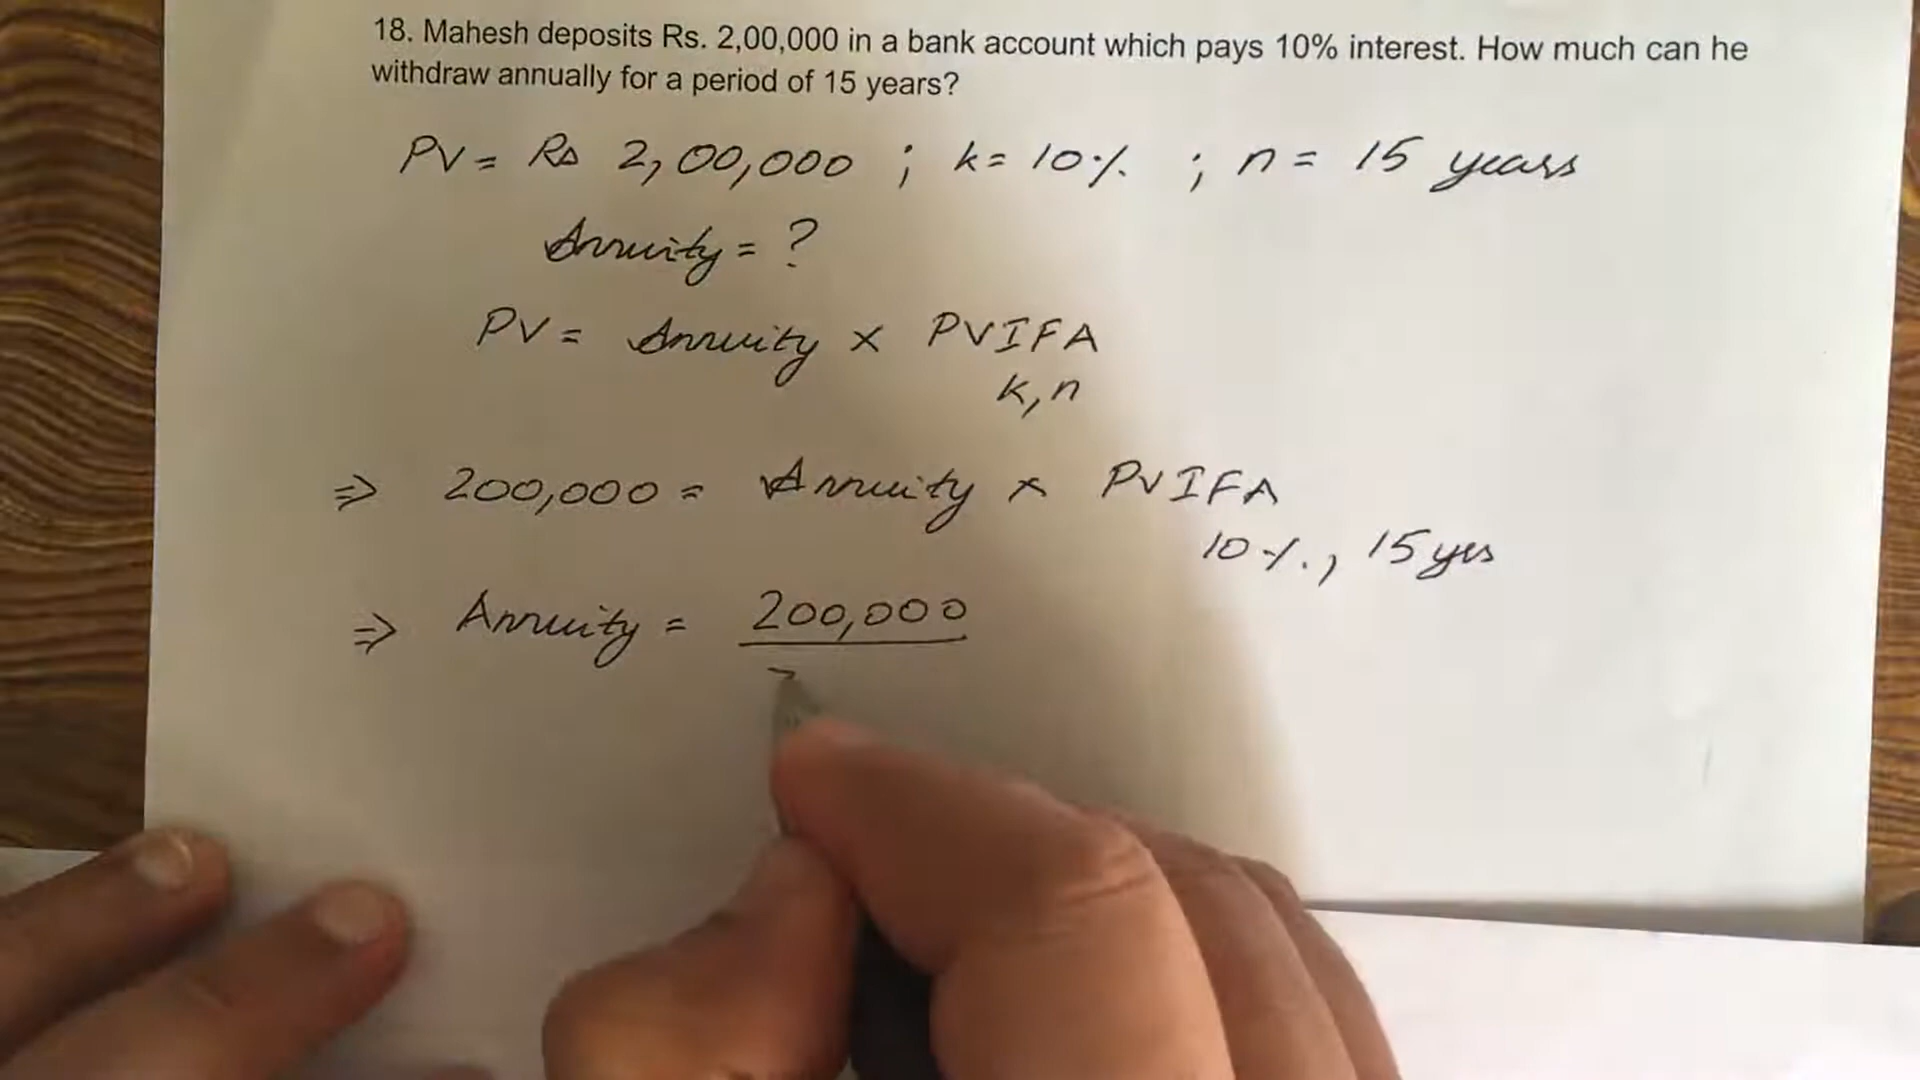 18. Mahesh deposits Rs. 2,00,000 in a bank account which pays 10% interest. How much can he
withdraw annually for a period of 15 years?
PV = Rs 2,00,000 ; k = 10% ; n = 15 years
Annuity = ?
PV = Annuity × PVIFA
k, n
⇒ 200,000 = Annuity × PVIFA
10%, 15 yrs
⇒ Annuity = 200,000